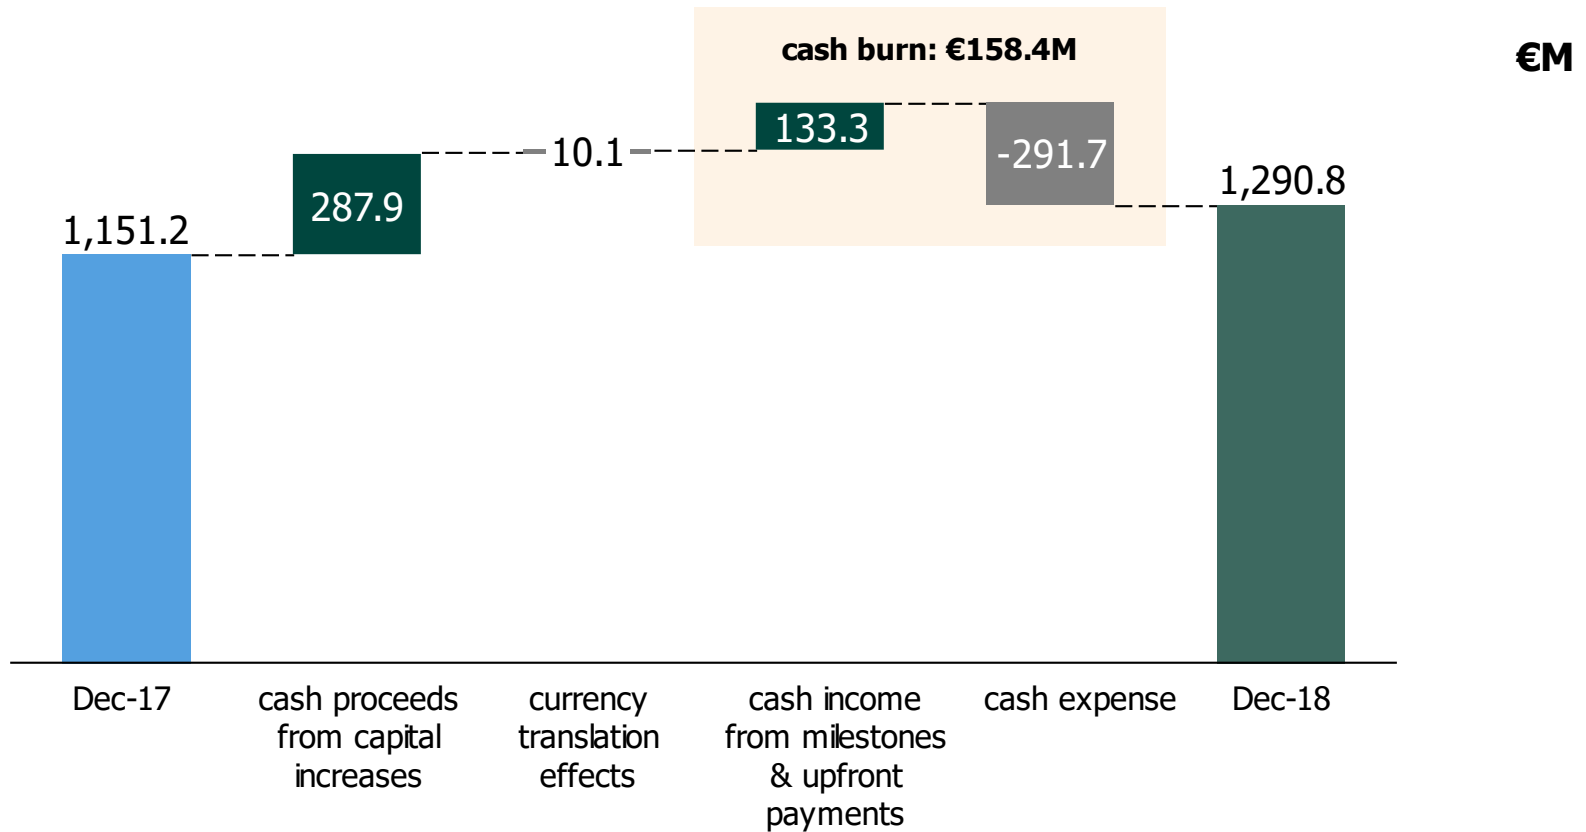 cash burn: €158.4M
€M
1,151.2
287.9
10.1
133.3
-291.7
1,290.8
Dec-17
cash proceeds
from capital
increases
currency
translation
effects
cash income
from milestones
& upfront
payments
cash expense
Dec-18